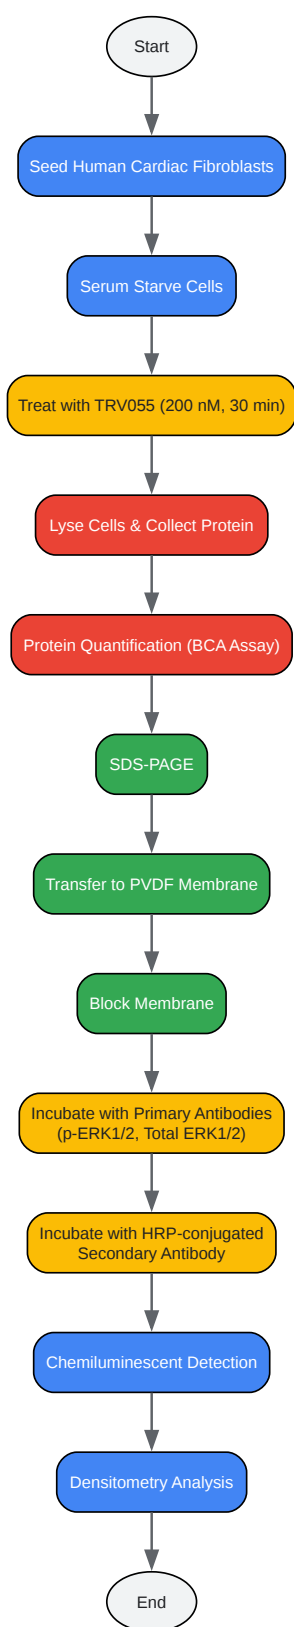 Start
Seed Human Cardiac Fibroblasts
Serum Starve Cells
Treat with TRV055 (200 nM, 30 min)
Lyse Cells & Collect Protein
Protein Quantification (BCA Assay)
SDS-PAGE
Transfer to PVDF Membrane
Block Membrane
Incubate with Primary Antibodies
(p-ERK1/2, Total ERK1/2)
Incubate with HRP-conjugated
Secondary Antibody
Chemiluminescent Detection
Densitometry Analysis
End